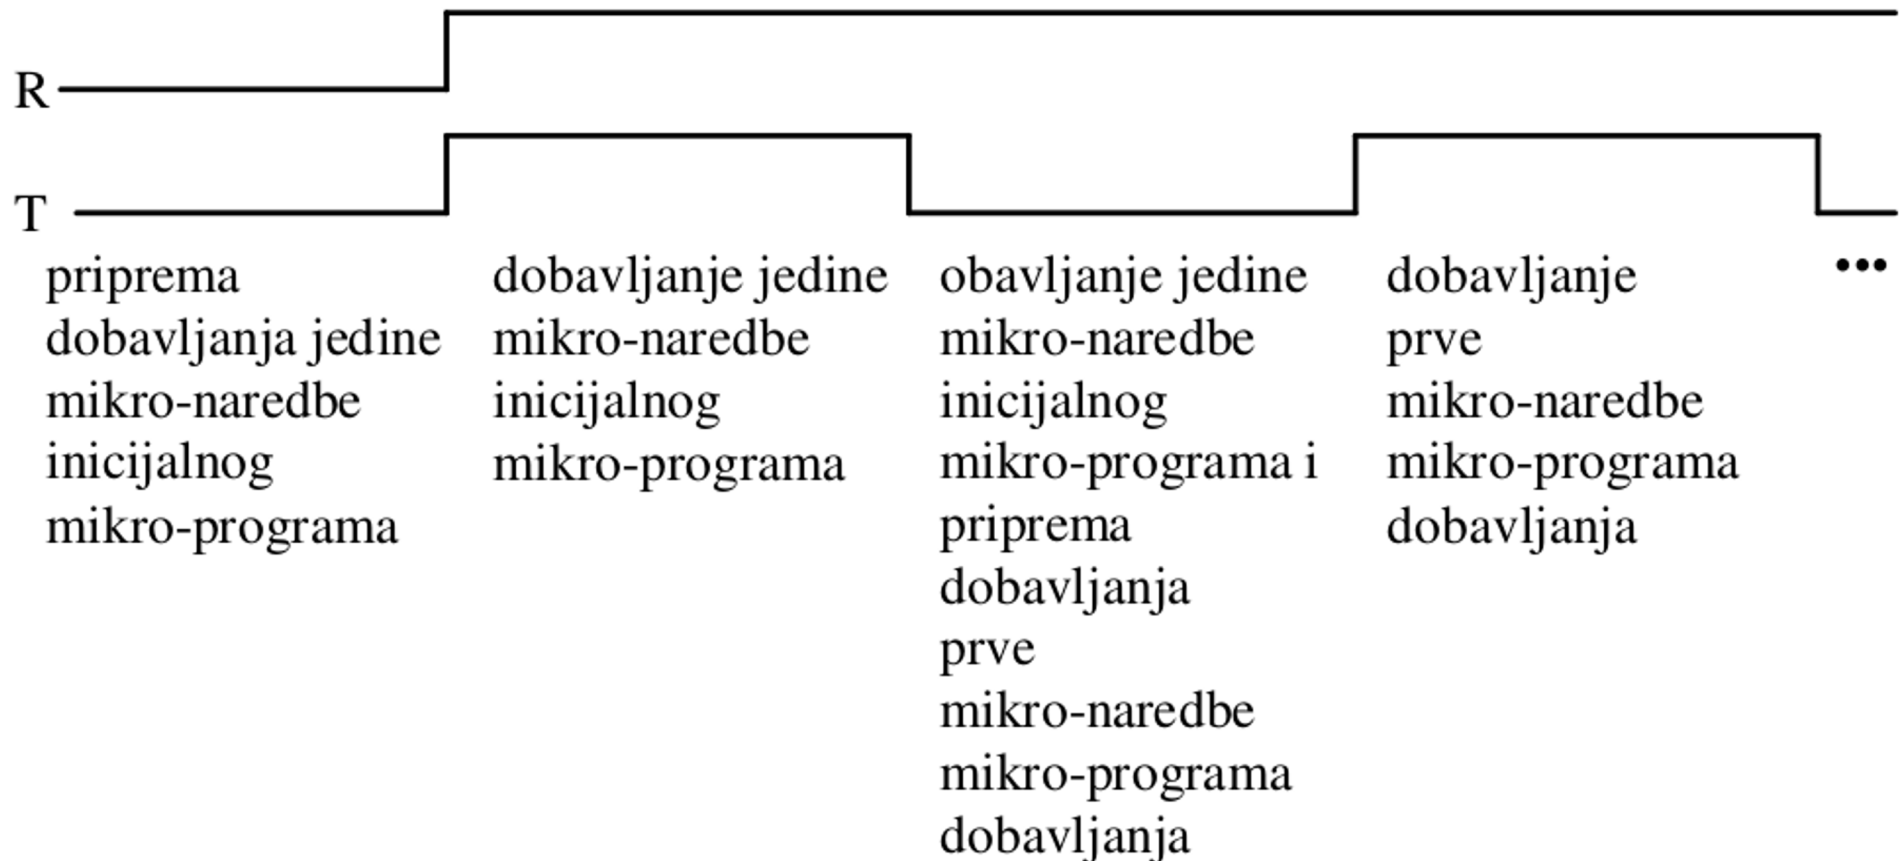 R
T
priprema
dobavljanja jedine
mikro-naredbe
inicijalnog
mikro-programa
dobavljanje jedine
mikro-naredbe
inicijalnog
mikro-programa
obavljanje jedine
mikro-naredbe
inicijalnog
mikro-programa i
priprema
dobavljanja
prve
mikro-naredbe
mikro-programa
dobavljanja
dobavljanje
prve
mikro-naredbe
mikro-programa
dobavljanja
•••